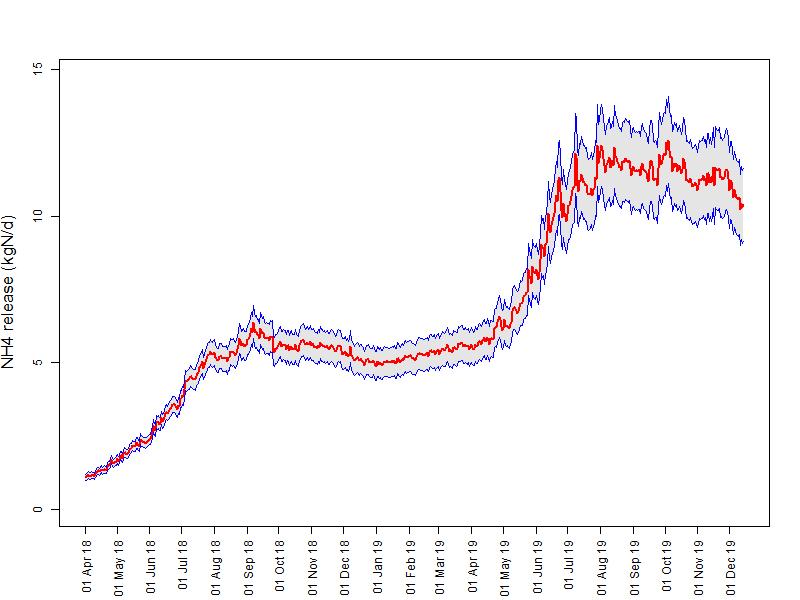 NH4 release (kgN/d)
15
10
5
0
01 Apr 18
01 May 18
01 Jun 18
01 Jul 18
01 Aug 18
01 Sep 18
01 Oct 18
01 Nov 18
01 Dec 18
01 Jan 19
01 Feb 19
01 Mar 19
01 Apr 19
01 May 19
01 Jun 19
01 Jul 19
01 Aug 19
01 Sep 19
01 Oct 19
01 Nov 19
01 Dec 19